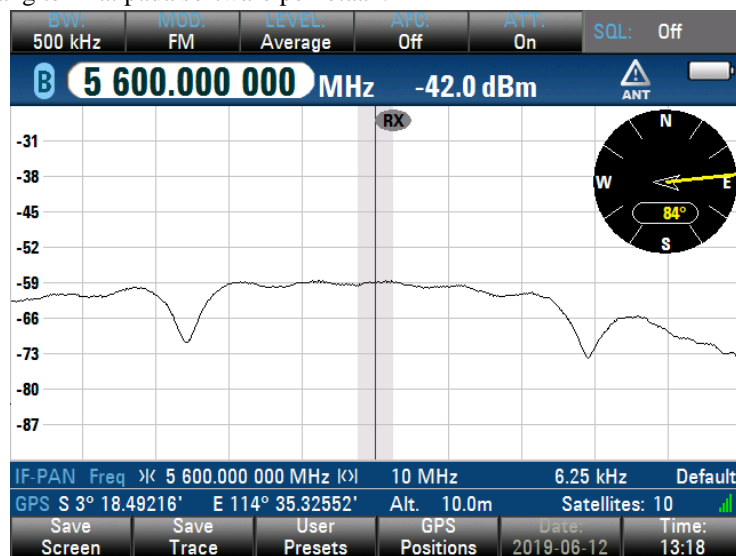 BW: MOD: LEVEL: AFC: ATT: SQL: Off
500 kHz FM Average Off On
B 5 600.000 000 MHz -42.0 dBm ANT
RX
N
W E
84°
S
-31
-38
-45
-52
-59
-66
-73
-80
-87
IF-PAN Freq 5 600.000 000 MHz 10 MHz 6.25 kHz Default
GPS S 3° 18.49216' E 114° 35.32552' Alt. 10.0m Satellites: 10
Save Save User GPS Date: Time:
Screen Trace Presets Positions 2019-06-12 13:18